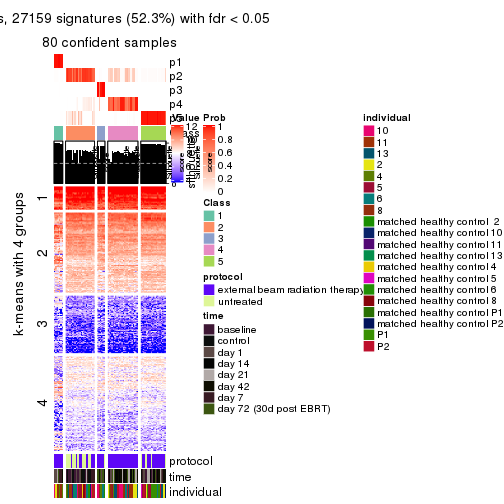 s, 27159 signatures (52.3%) with fdr < 0.05
80 confident samples
p1
p2
p3
p4
k-means with 4 groups
1
2
3
4
protocol
time
individual
12
Prob
1
0.8
0.6
0.4
0.2
0
Class
1
2
3
4
5
protocol
external beam radiation therapy
untreated
time
baseline
control
day 1
day 14
day 21
day 42
day 7
day 72 (30d post EBRT)
individual
10
11
13
2
4
5
6
8
matched healthy control 2
matched healthy control 10
matched healthy control 11
matched healthy control 13
matched healthy control 4
matched healthy control 5
matched healthy control 6
matched healthy control 8
matched healthy control P1
matched healthy control P2
P1
P2